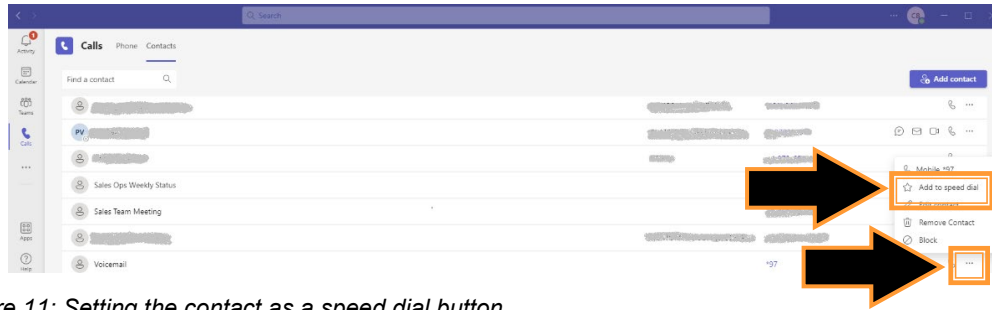 Search
CB
1
Activity
Calendar
Teams
Calls
Apps
Help
Calls Phone Contacts
Find a contact
Add contact
PV
Sales Ops Weekly Status
Sales Team Meeting
Voicemail *97
Mobile *97
Add to speed dial
Remove Contact
Block
11: Setting the contact as a speed dial button